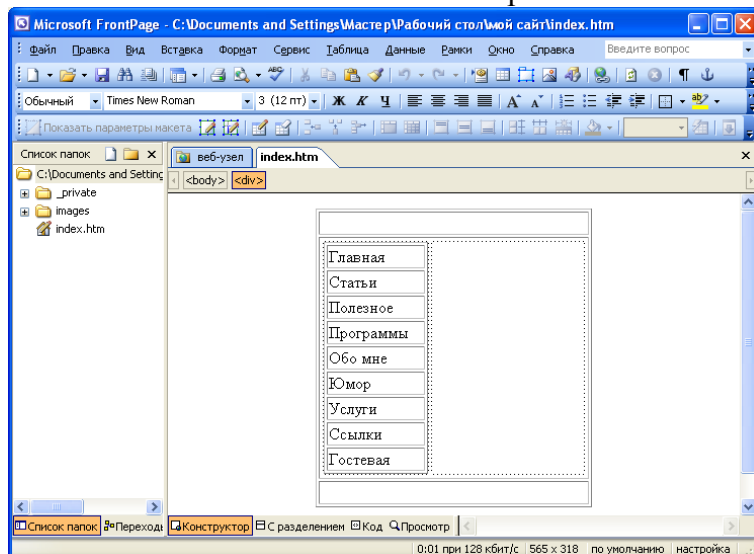 Microsoft FrontPage - C:\Documents and Settings\Мастер\Рабочий стол\мой сайт\index.htm
Файл Правка Вид Вставка Формат Сервис Таблица Данные Рамки Окно Справка Введите вопрос
Обычный Times New Roman 3 (12 пт) Ж К Ч
Показать параметры макета
Список папок веб-узел index.htm
C:\Documents and Setting <body> <div>
_private
images
index.htm
Главная
Статьи
Полезное
Программы
Обо мне
Юмор
Услуги
Ссылки
Гостевая
Список папок Переходы Конструктор С разделением Код Просмотр
0:01 при 128 кбит/с 565 x 318 по умолчанию настройка